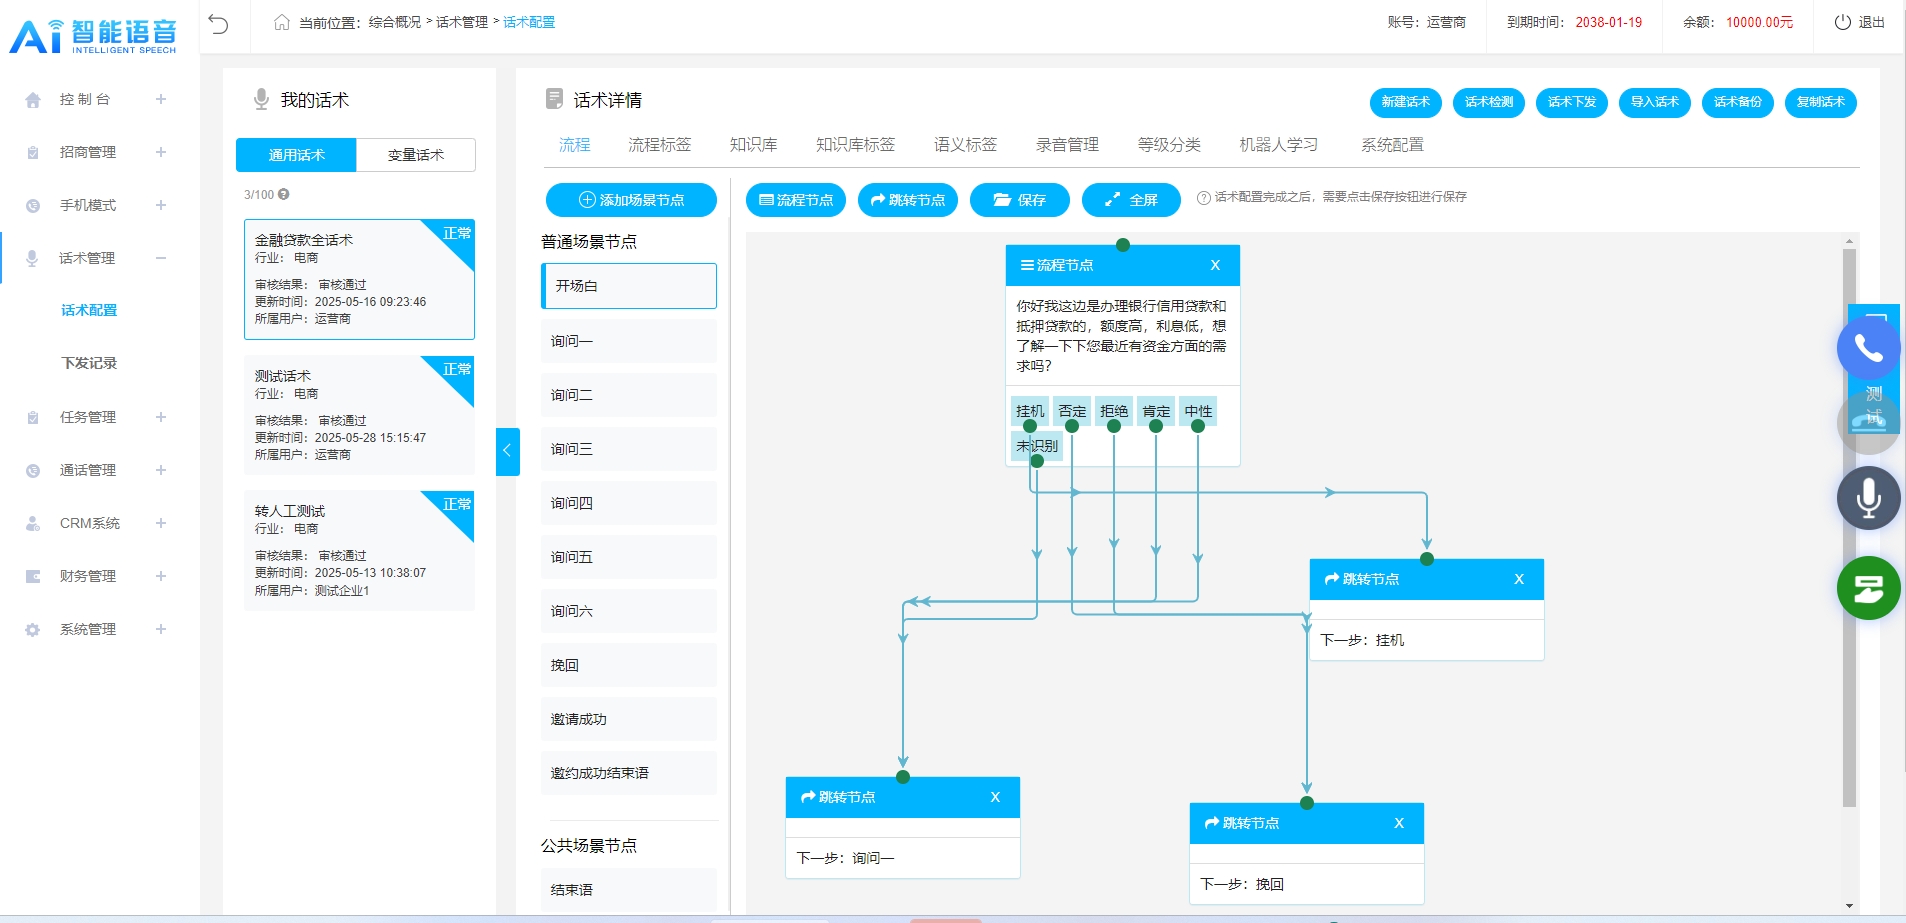 Ai 智能语音
INTELLIGENT SPEECH
当前位置：综合概况 > 话术管理 > 话术配置
账号：运营商
到期时间：2038-01-19
余额：10000.00元
退出
控 制 台 +
招商管理 +
手机模式 +
话术管理 −
话术配置
下发记录
任务管理 +
通话管理 +
CRM系统 +
财务管理 +
系统管理 +
我的话术
通用话术 变量话术
3/100
金融贷款全话术
正常
行业： 电商
审核结果： 审核通过
更新时间：2025-05-16 09:23:46
所属用户：运营商
测试话术
正常
行业： 电商
审核结果： 审核通过
更新时间：2025-05-28 15:15:47
所属用户：运营商
转人工测试
正常
行业： 电商
审核结果： 审核通过
更新时间：2025-05-13 10:38:07
所属用户：测试企业1
话术详情
新建话术 话术检测 话术下发 导入话术 话术备份 复制话术
流程 流程标签 知识库 知识库标签 语义标签 录音管理 等级分类 机器人学习 系统配置
添加场景节点
流程节点 跳转节点 保存 全屏
话术配置完成之后，需要点击保存按钮进行保存
普通场景节点
开场白
询问一
询问二
询问三
询问四
询问五
询问六
挽回
邀请成功
邀约成功结束语
公共场景节点
结束语
流程节点 X
你好我这边是办理银行信用贷款和
抵押贷款的，额度高，利息低，想
了解一下下您最近有资金方面的需
求吗？
挂机 否定 拒绝 肯定 中性
未识别
跳转节点 X
下一步：挂机
跳转节点 X
下一步：询问一
跳转节点 X
下一步：挽回
测
试